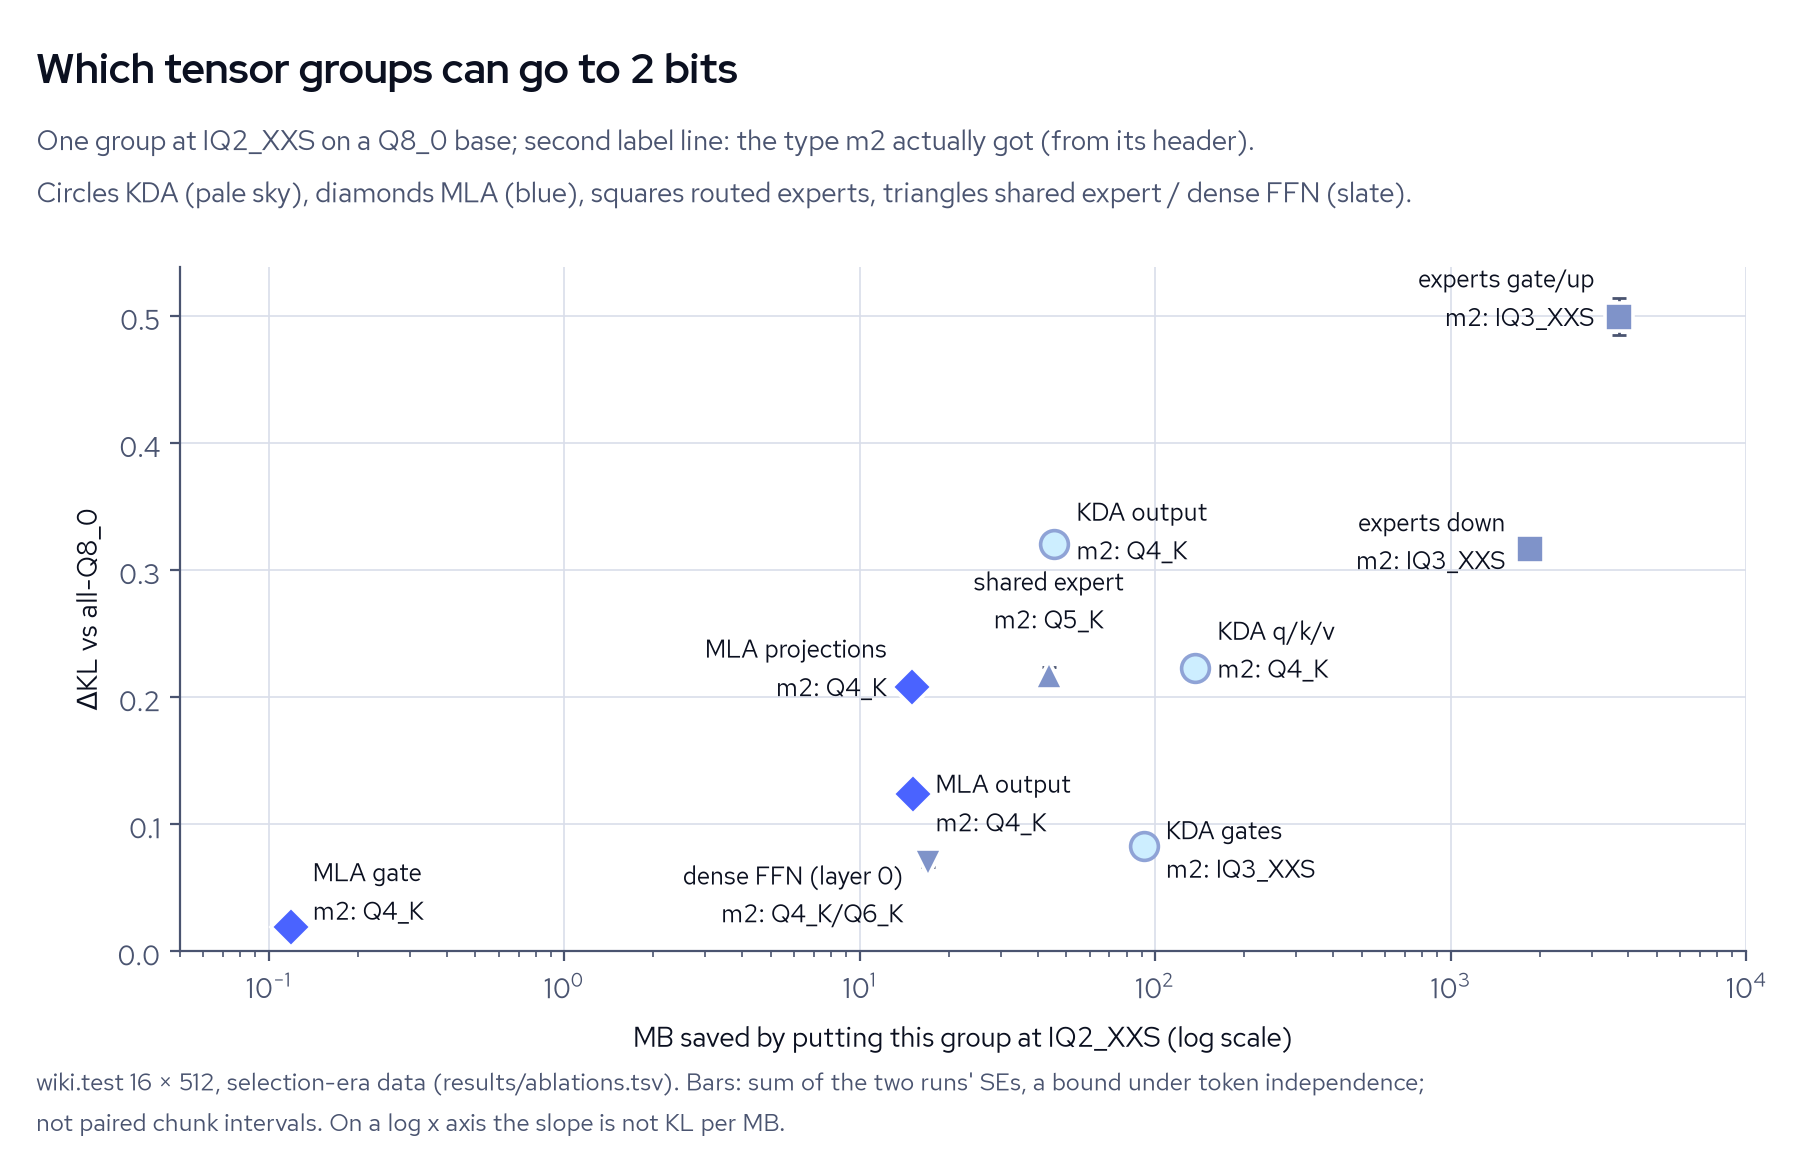 Which tensor groups can go to 2 bits
One group at IQ2_XXS on a Q8_0 base; second label line: the type m2 actually got (from its header).
Circles KDA (pale sky), diamonds MLA (blue), squares routed experts, triangles shared expert / dense FFN (slate).
experts gate/up
m2: IQ3_XXS
KDA output
m2: Q4_K
experts down
m2: IQ3_XXS
shared expert
m2: Q5_K
KDA q/k/v
m2: Q4_K
MLA projections
m2: Q4_K
MLA output
m2: Q4_K
KDA gates
m2: IQ3_XXS
dense FFN (layer 0)
m2: Q4_K/Q6_K
MLA gate
m2: Q4_K
ΔKL vs all-Q8_0
0.5
0.4
0.3
0.2
0.1
0.0
10⁻¹
10⁰
10¹
10²
10³
10⁴
MB saved by putting this group at IQ2_XXS (log scale)
wiki.test 16 × 512, selection-era data (results/ablations.tsv). Bars: sum of the two runs' SEs, a bound under token independence;
not paired chunk intervals. On a log x axis the slope is not KL per MB.